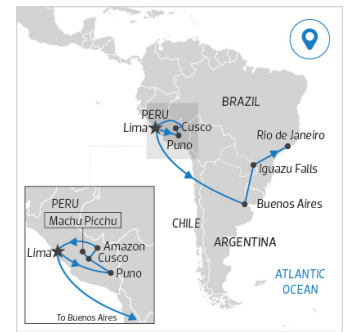 BRAZIL
PERU
Lima
Cusco
Puno
Rio de Janeiro
Iguazu Falls
Buenos Aires
CHILE
ARGENTINA
ATLANTIC
OCEAN
PERU
Machu Picchu
Lima
Amazon
Cusco
Puno
To Buenos Aires